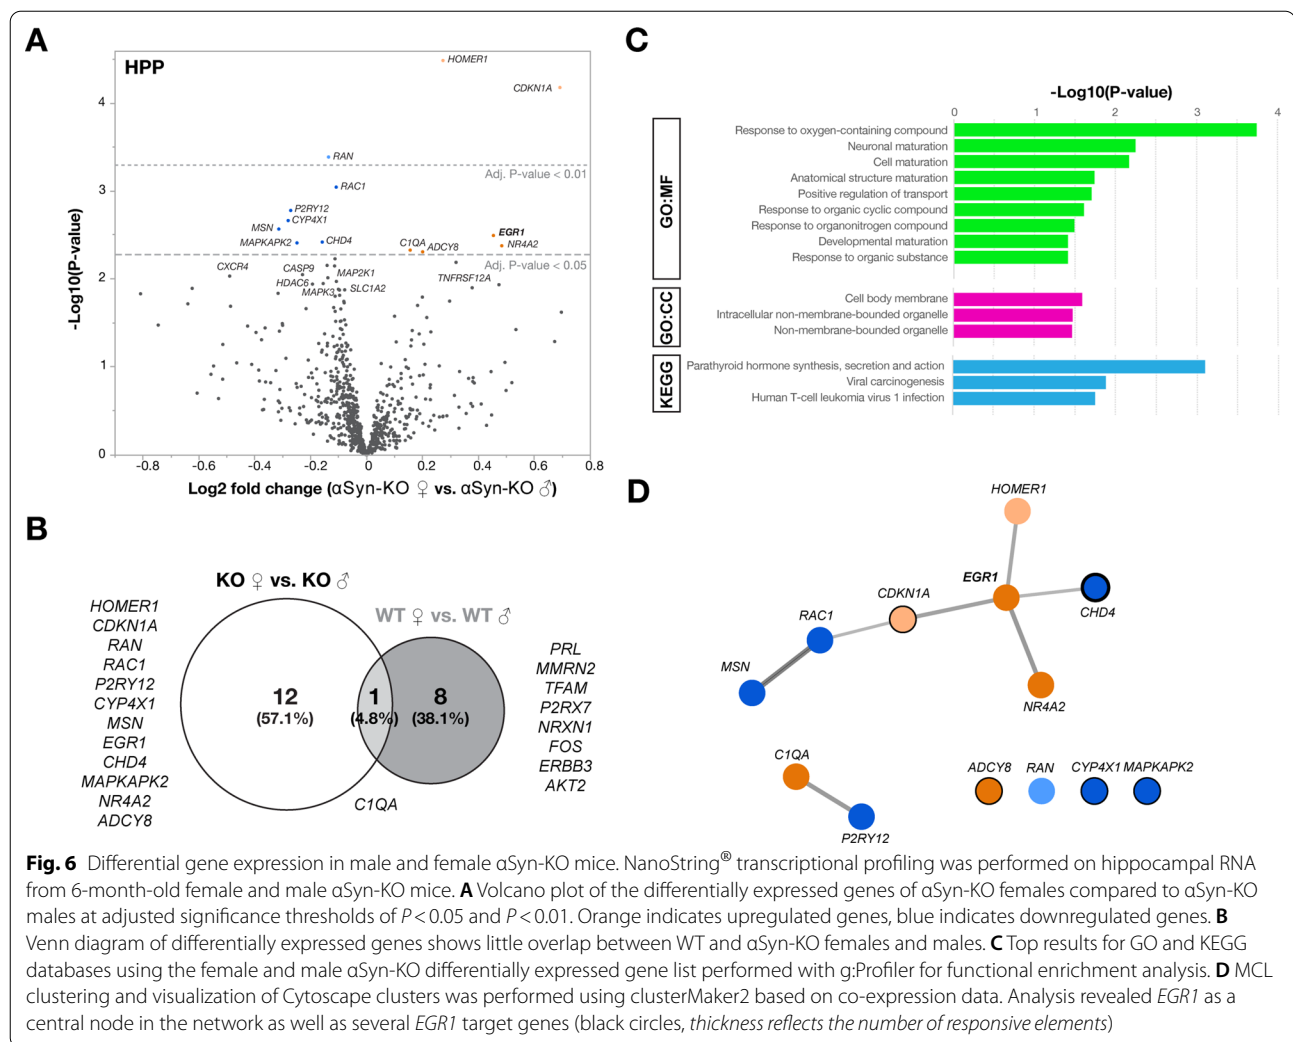 A
HPP
HOMER1
CDKN1A
4
RAN
Adj. P-value < 0.01
RAC1
3
P2RY12
CYP4X1
MSN
EGR1
MAPKAPK2
CHD4
C1QA
ADCY8
NR4A2
Adj. P-value < 0.05
CXCR4
CASP9
MAP2K1
TNFRSF12A
HDAC6
MAPK3
SLC1A2
2
1
0
-Log10(P-value)
-0.8 -0.6 -0.4 -0.2 0 0.2 0.4 0.6 0.8
Log2 fold change (αSyn-KO ♀ vs. αSyn-KO ♂)
B
KO ♀ vs. KO ♂
WT ♀ vs. WT ♂
HOMER1
CDKN1A
RAN
RAC1
P2RY12
CYP4X1
MSN
EGR1
CHD4
MAPKAPK2
NR4A2
ADCY8
12
(57.1%)
1
(4.8%)
8
(38.1%)
C1QA
PRL
MMRN2
TFAM
P2RX7
NRXN1
FOS
ERBB3
AKT2
C
-Log10(P-value)
0 1 2 3 4
GO:MF
Response to oxygen-containing compound
Neuronal maturation
Cell maturation
Anatomical structure maturation
Positive regulation of transport
Response to organic cyclic compound
Response to organonitrogen compound
Developmental maturation
Response to organic substance
GO:CC
Cell body membrane
Intracellular non-membrane-bounded organelle
Non-membrane-bounded organelle
KEGG
Parathyroid hormone synthesis, secretion and action
Viral carcinogenesis
Human T-cell leukemia virus 1 infection
D
HOMER1
EGR1
CDKN1A
CHD4
RAC1
MSN
NR4A2
C1QA
P2RY12
ADCY8 RAN CYP4X1 MAPKAPK2
Fig. 6 Differential gene expression in male and female αSyn-KO mice. NanoString® transcriptional profiling was performed on hippocampal RNA
from 6-month-old female and male αSyn-KO mice. A Volcano plot of the differentially expressed genes of αSyn-KO females compared to αSyn-KO
males at adjusted significance thresholds of P < 0.05 and P < 0.01. Orange indicates upregulated genes, blue indicates downregulated genes. B
Venn diagram of differentially expressed genes shows little overlap between WT and αSyn-KO females and males. C Top results for GO and KEGG
databases using the female and male αSyn-KO differentially expressed gene list performed with g:Profiler for functional enrichment analysis. D MCL
clustering and visualization of Cytoscape clusters was performed using clusterMaker2 based on co-expression data. Analysis revealed EGR1 as a
central node in the network as well as several EGR1 target genes (black circles, thickness reflects the number of responsive elements)